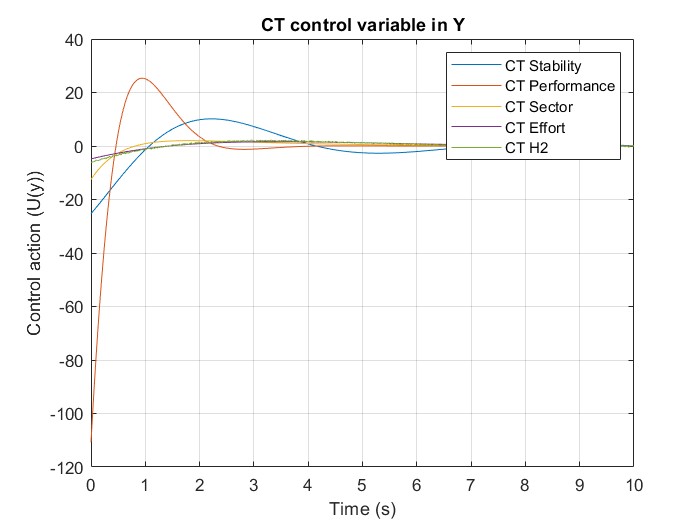 CT control variable in Y
40
20
0
-20
-40
-60
-80
-100
-120
Control action (U(y))
CT Stability
CT Performance
CT Sector
CT Effort
CT H2
0 1 2 3 4 5 6 7 8 9 10
Time (s)